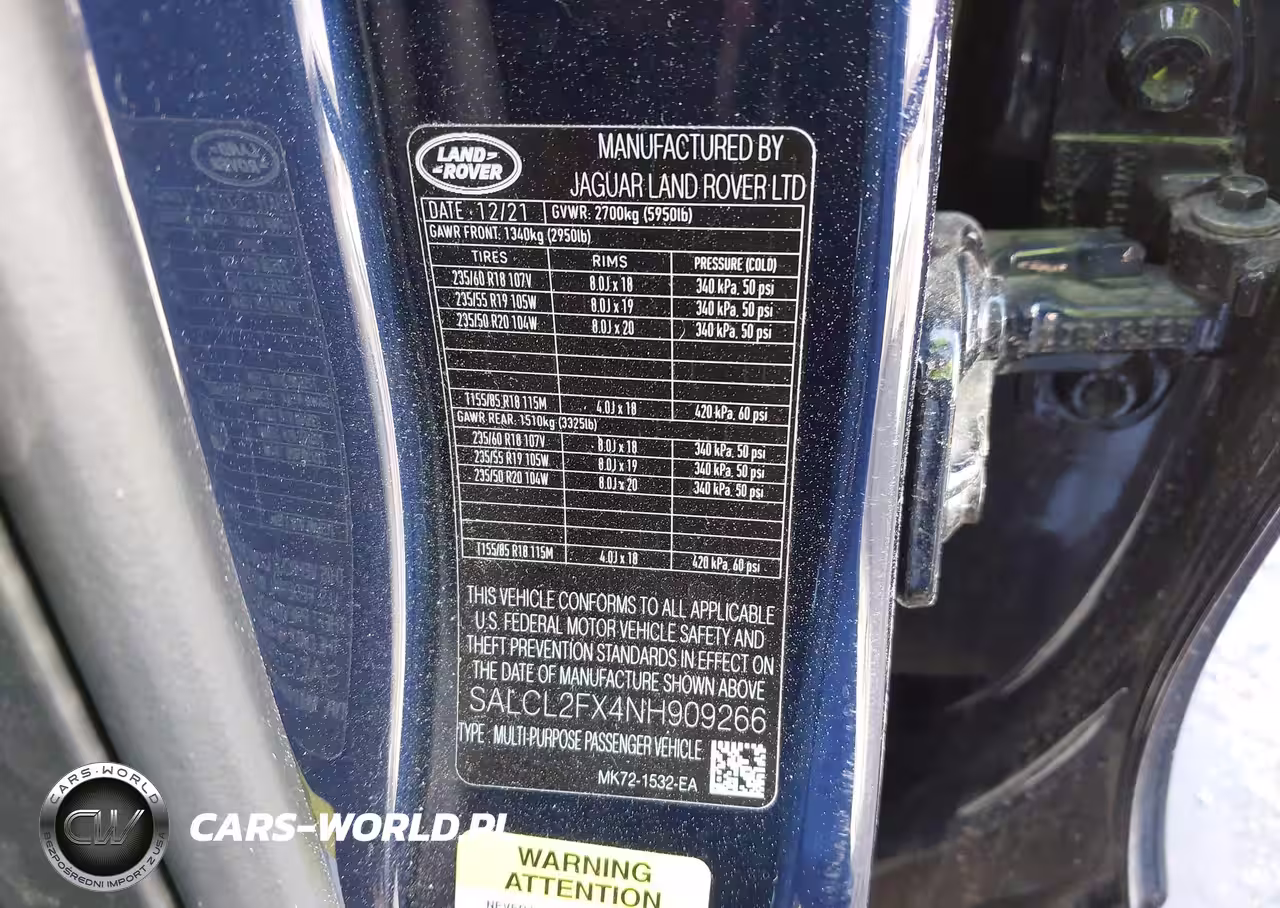 LAND ROVER
MANUFACTURED BY
JAGUAR LAND ROVER LTD
DATE. 12/21 GVWR. 2700kg (5950lb)
GAWR FRONT. 1340kg (2950lb)
TIRES RIMS PRESSURE (COLD)
235/60 R18 107V 8.0J x 18 340 kPa, 50 psi
235/55 R19 105W 8.0J x 19 340 kPa, 50 psi
235/50 R20 104W 8.0J x 20 340 kPa, 50 psi
T155/85 R18 115M 4.0J x 18 420 kPa, 60 psi
GAWR REAR. 1510kg (3325lb)
235/60 R18 107V 8.0J x 18 340 kPa, 50 psi
235/55 R19 105W 8.0J x 19 340 kPa, 50 psi
235/50 R20 104W 8.0J x 20 340 kPa, 50 psi
T155/85 R18 115M 4.0J x 18 420 kPa, 60 psi
THIS VEHICLE CONFORMS TO ALL APPLICABLE
U.S. FEDERAL MOTOR VEHICLE SAFETY AND
THEFT PREVENTION STANDARDS IN EFFECT ON
THE DATE OF MANUFACTURE SHOWN ABOVE
SALCL2FX4NH909266
TYPE. MULTI-PURPOSE PASSENGER VEHICLE
MK72-1532-EA
CARS-WORLD
CW
BEZPOŚREDNI IMPORT Z USA
CARS-WORLD.PL
WARNING
ATTENTION